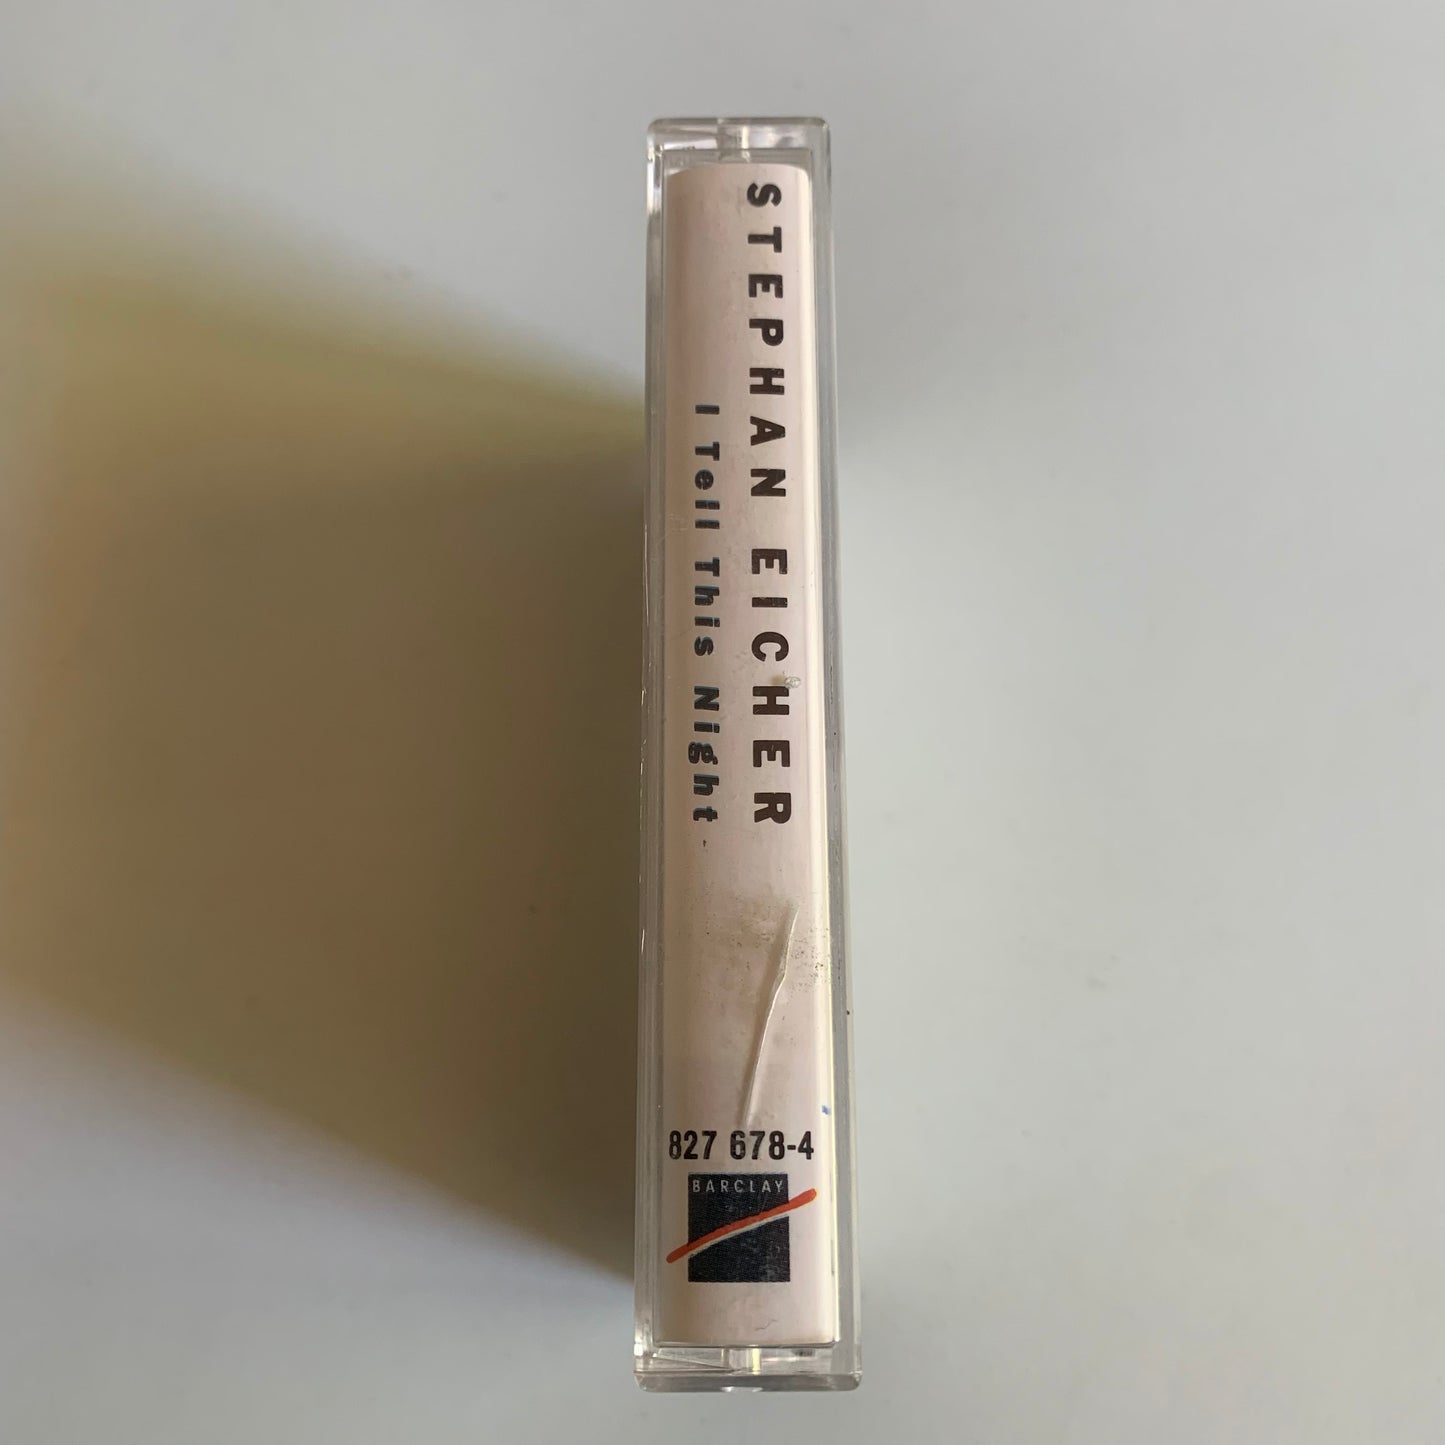 STEPHAN EICHER
I Tell This Night
827 678-4
BARCLAY